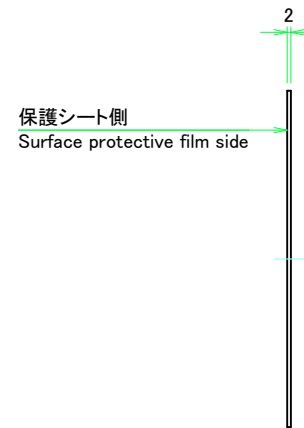 2
保護シート側
Surface protective film side